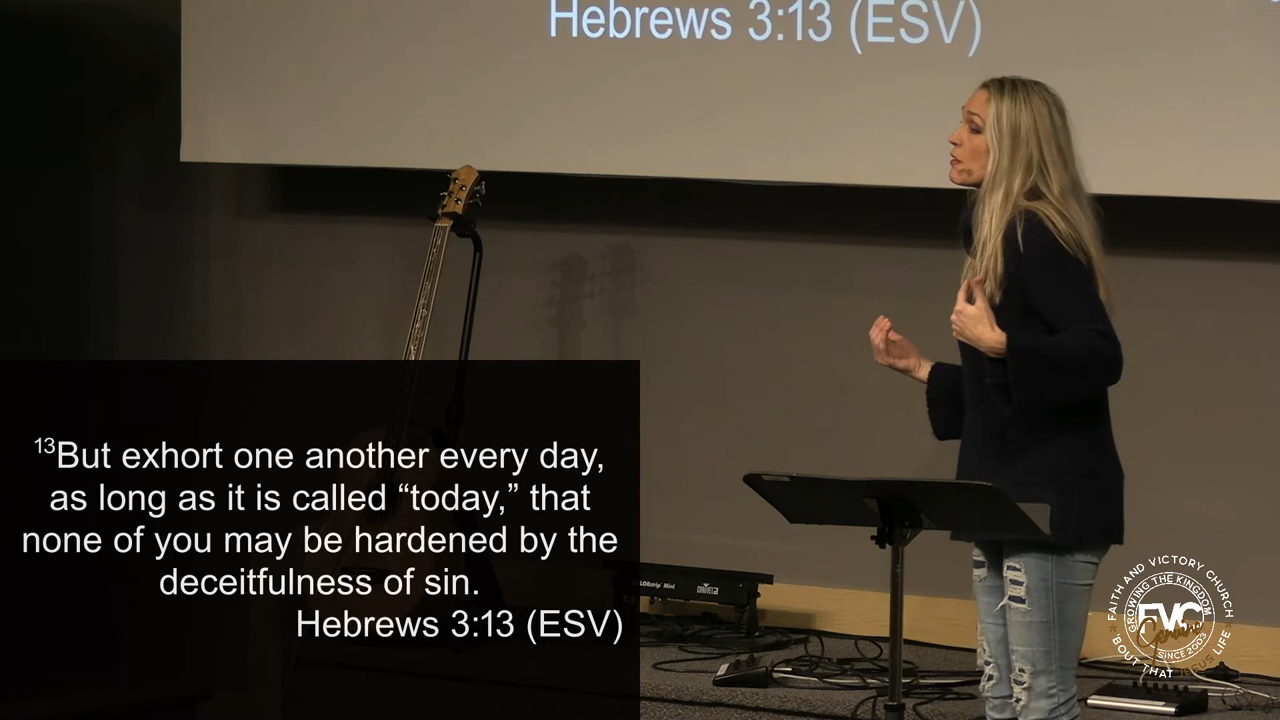 Hebrews 3:13 (ESV)
¹³But exhort one another every day,
as long as it is called “today,” that
none of you may be hardened by the
deceitfulness of sin.
Hebrews 3:13 (ESV)
CHAUVET
FAITH AND VICTORY CHURCH
GROWING THE KINGDOM
FVC
SINCE 2003
'BOUT THAT JESUS LIFE